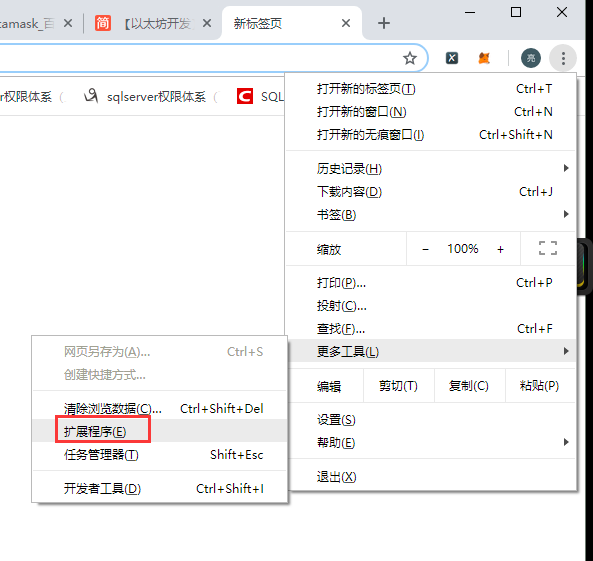 tamask_百
简 【以太坊开发
新标签页
亮
er权限体系
sqlserver权限体系
SQL
打开新的标签页(T) Ctrl+T
打开新的窗口(N) Ctrl+N
打开新的无痕窗口(I) Ctrl+Shift+N
历史记录(H)
下载内容(D) Ctrl+J
书签(B)
缩放 − 100% +
打印(P)... Ctrl+P
投射(C)...
查找(F)... Ctrl+F
更多工具(L)
编辑 剪切(T) 复制(C) 粘贴(P)
设置(S)
帮助(E)
退出(X)
网页另存为(A)... Ctrl+S
创建快捷方式...
清除浏览数据(C)... Ctrl+Shift+Del
扩展程序(E)
任务管理器(T) Shift+Esc
开发者工具(D) Ctrl+Shift+I